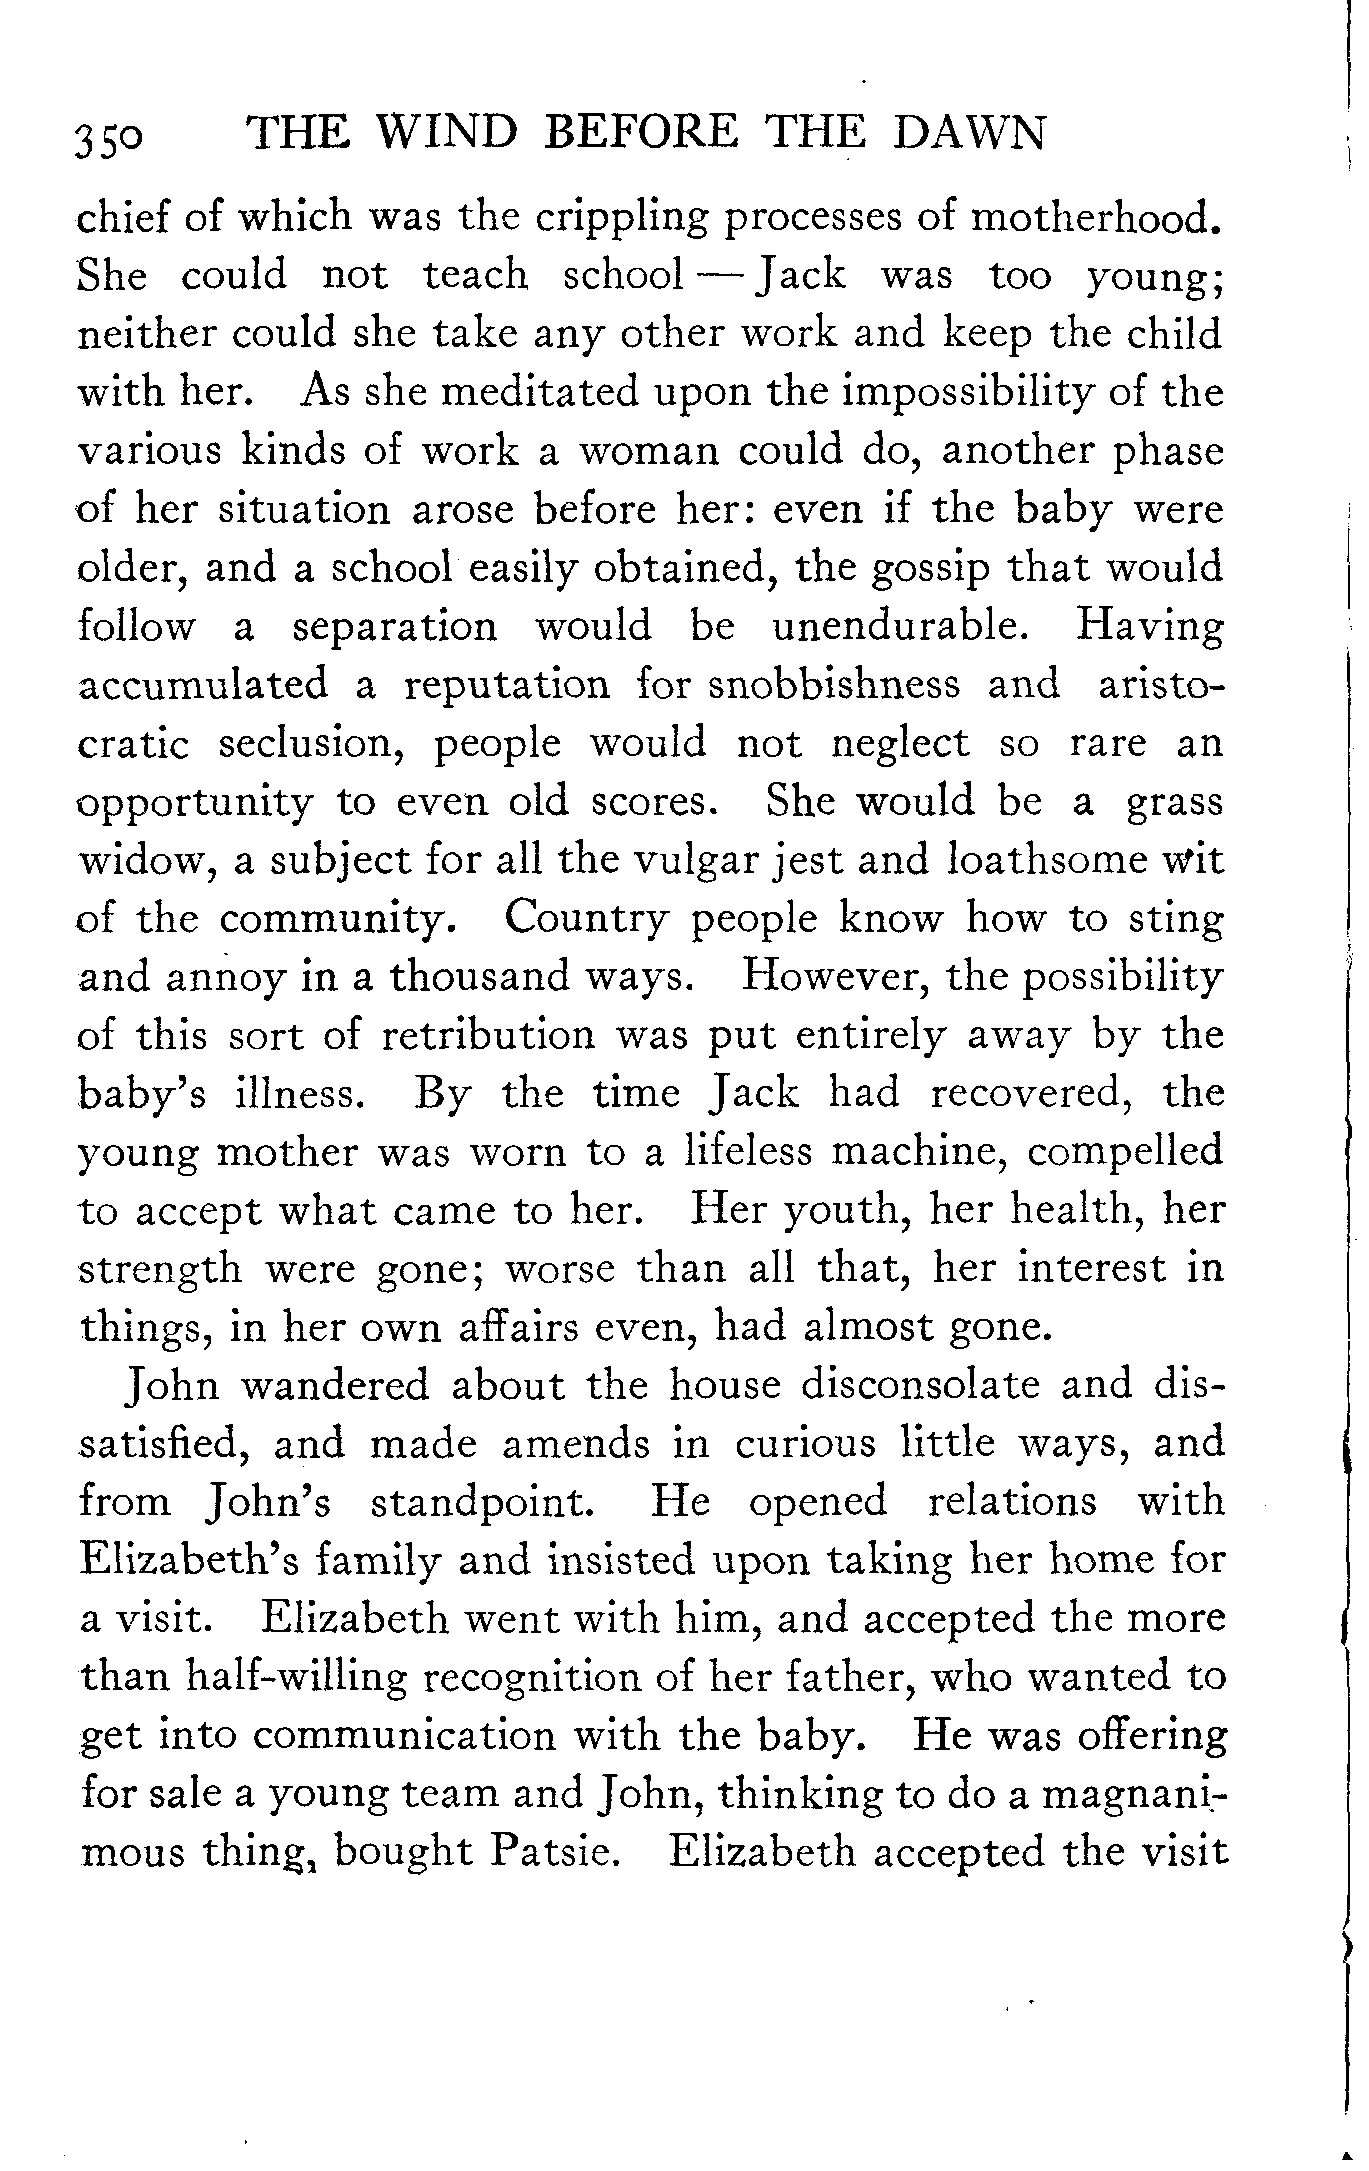 350 THE WIND BEFORE THE DAWN
chief of which was the crippling processes of motherhood.
She could not teach school — Jack was too young;
neither could she take any other work and keep the child
with her. As she meditated upon the impossibility of the
various kinds of work a woman could do, another phase
of her situation arose before her: even if the baby were
older, and a school easily obtained, the gossip that would
follow a separation would be unendurable. Having
accumulated a reputation for snobbishness and aristo-
cratic seclusion, people would not neglect so rare an
opportunity to even old scores. She would be a grass
widow, a subject for all the vulgar jest and loathsome wit
of the community. Country people know how to sting
and annoy in a thousand ways. However, the possibility
of this sort of retribution was put entirely away by the
baby's illness. By the time Jack had recovered, the
young mother was worn to a lifeless machine, compelled
to accept what came to her. Her youth, her health, her
strength were gone; worse than all that, her interest in
things, in her own affairs even, had almost gone.
John wandered about the house disconsolate and dis-
satisfied, and made amends in curious little ways, and
from John's standpoint. He opened relations with
Elizabeth's family and insisted upon taking her home for
a visit. Elizabeth went with him, and accepted the more
than half-willing recognition of her father, who wanted to
get into communication with the baby. He was offering
for sale a young team and John, thinking to do a magnani-
mous thing, bought Patsie. Elizabeth accepted the visit